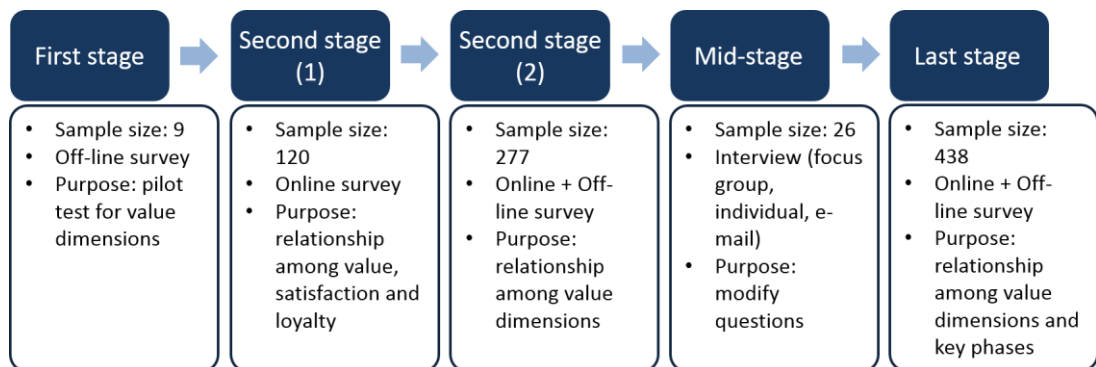 First stage
Second stage
(1)
Second stage
(2)
Mid-stage
Last stage
• Sample size: 9
• Off-line survey
• Purpose: pilot
test for value
dimensions
• Sample size:
120
• Online survey
• Purpose:
relationship
among value,
satisfaction and
loyalty
• Sample size:
277
• Online + Off-
line survey
• Purpose:
relationship
among value
dimensions
• Sample size: 26
• Interview (focus
group,
individual, e-
mail)
• Purpose:
modify
questions
• Sample size:
438
• Online + Off-
line survey
• Purpose:
relationship
among value
dimensions and
key phases